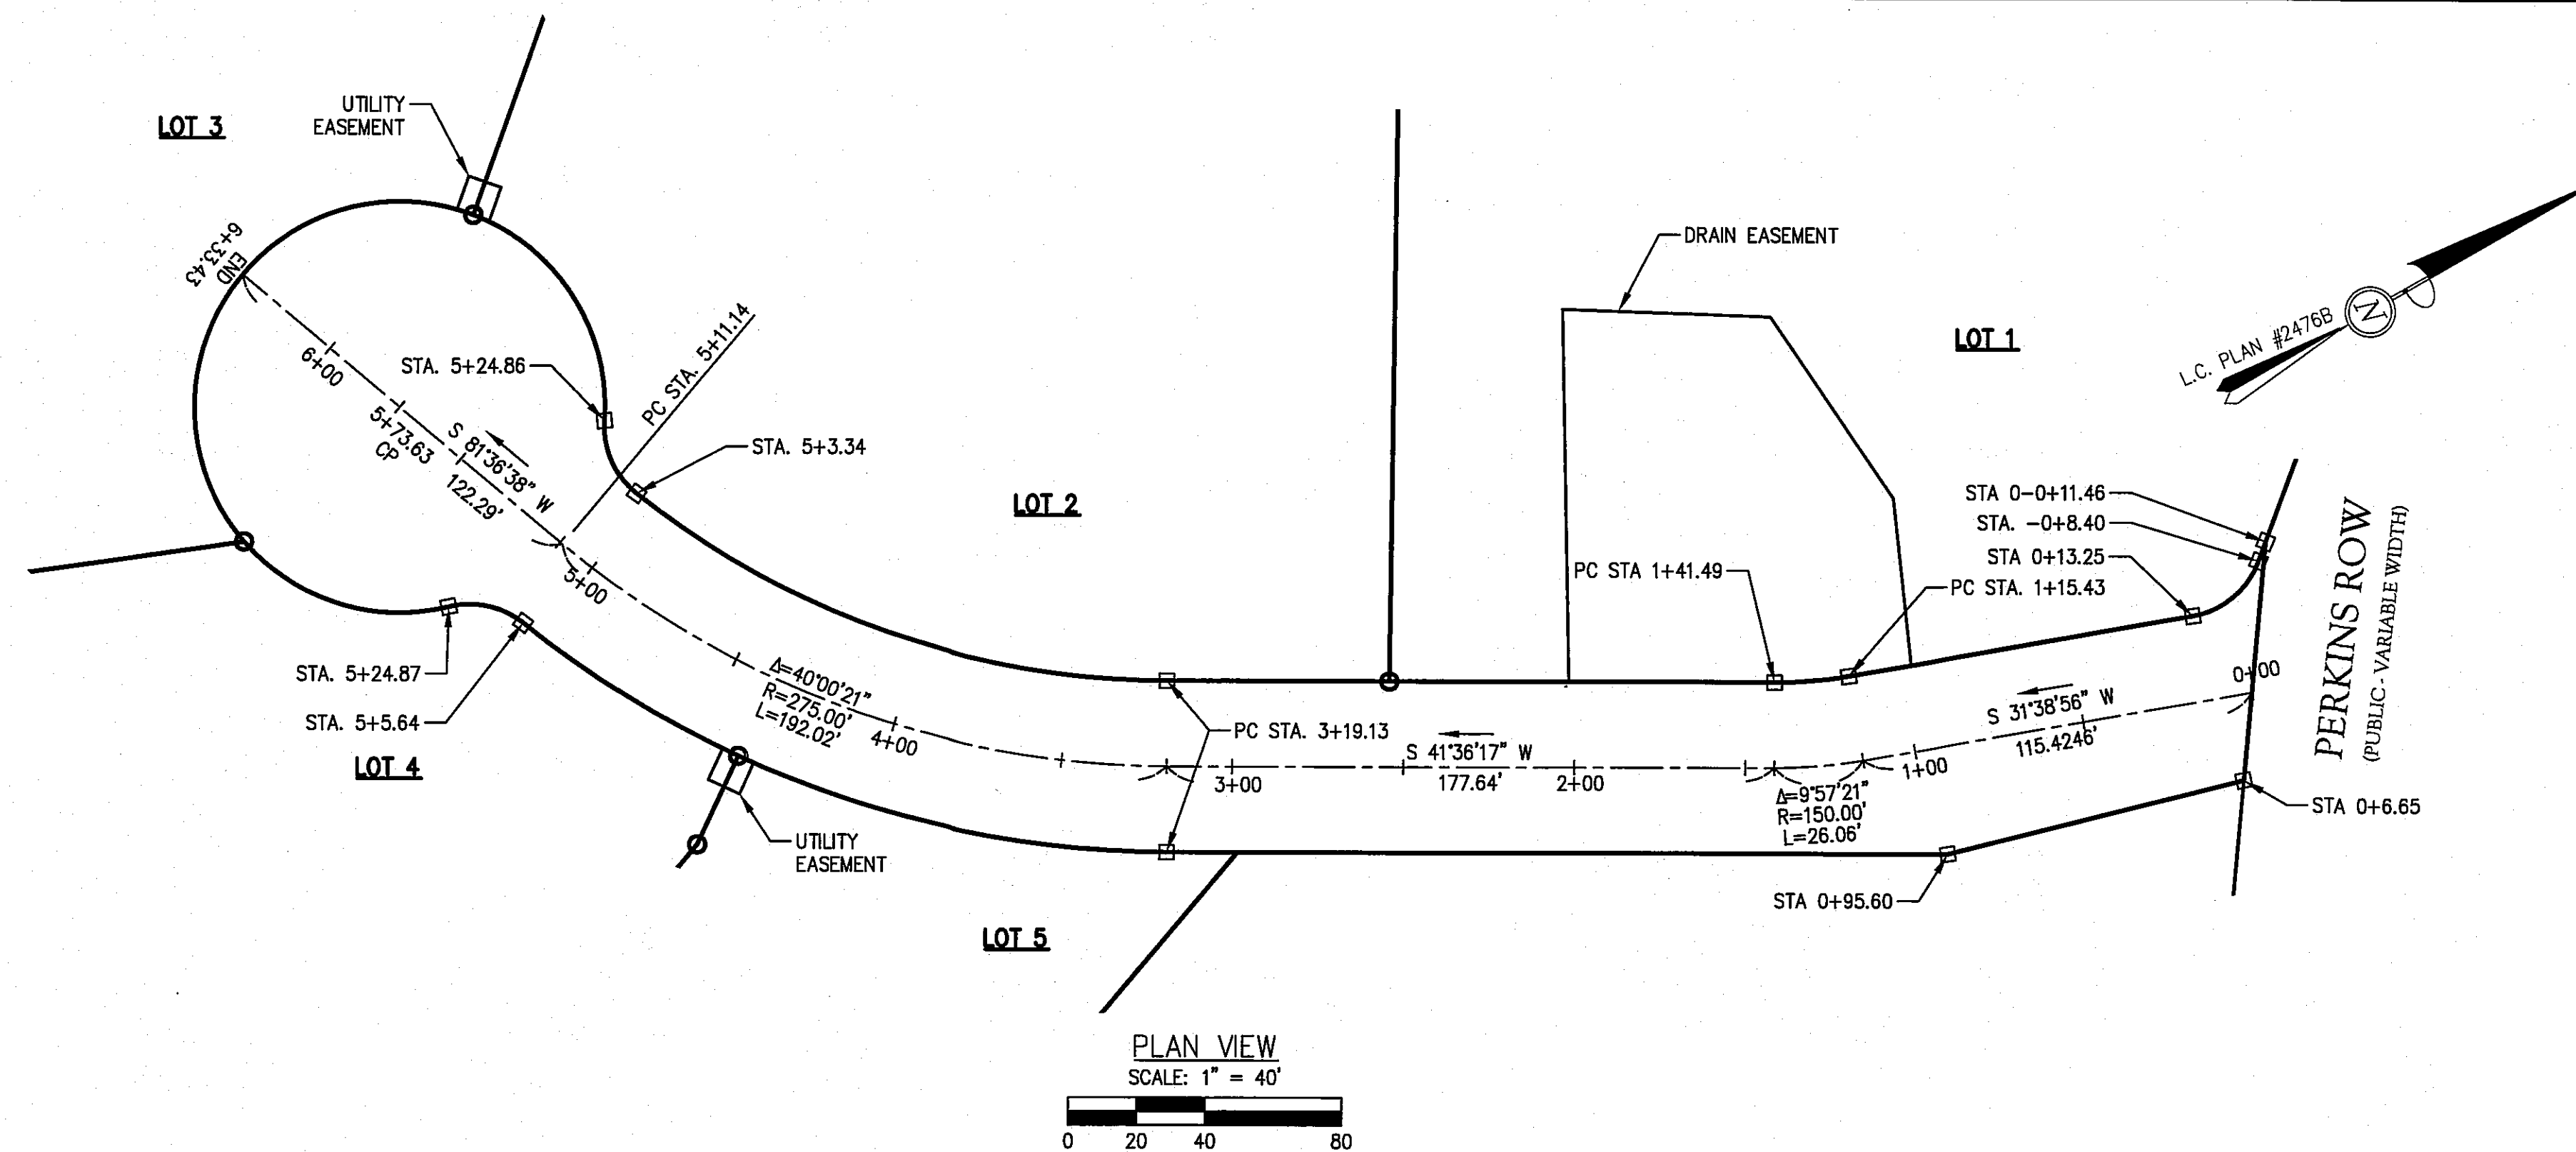 LOT 3
UTILITY
EASEMENT
DRAIN EASEMENT
LOT 1
L.C. PLAN #2476B
N
END
6+33.43
6+00
STA. 5+24.86
PC STA. 5+11.14
5+73.63
CP
S 81°36'38" W
122.29'
STA. 5+3.34
LOT 2
STA 0-0+11.46
STA. -0+8.40
STA 0+13.25
PC STA. 1+15.43
PC STA 1+41.49
PERKINS ROW
(PUBLIC - VARIABLE WIDTH)
5+00
0+00
STA. 5+24.87
STA. 5+5.64
LOT 4
Δ=40°00'21"
R=275.00'
L=192.02'
4+00
PC STA. 3+19.13
S 41°36'17" W
177.64'
3+00
2+00
S 31°38'56" W
115.4246'
1+00
Δ=9°57'21"
R=150.00'
L=26.06'
STA 0+6.65
UTILITY
EASEMENT
STA 0+95.60
LOT 5
PLAN VIEW
SCALE: 1" = 40'
0 20 40 80